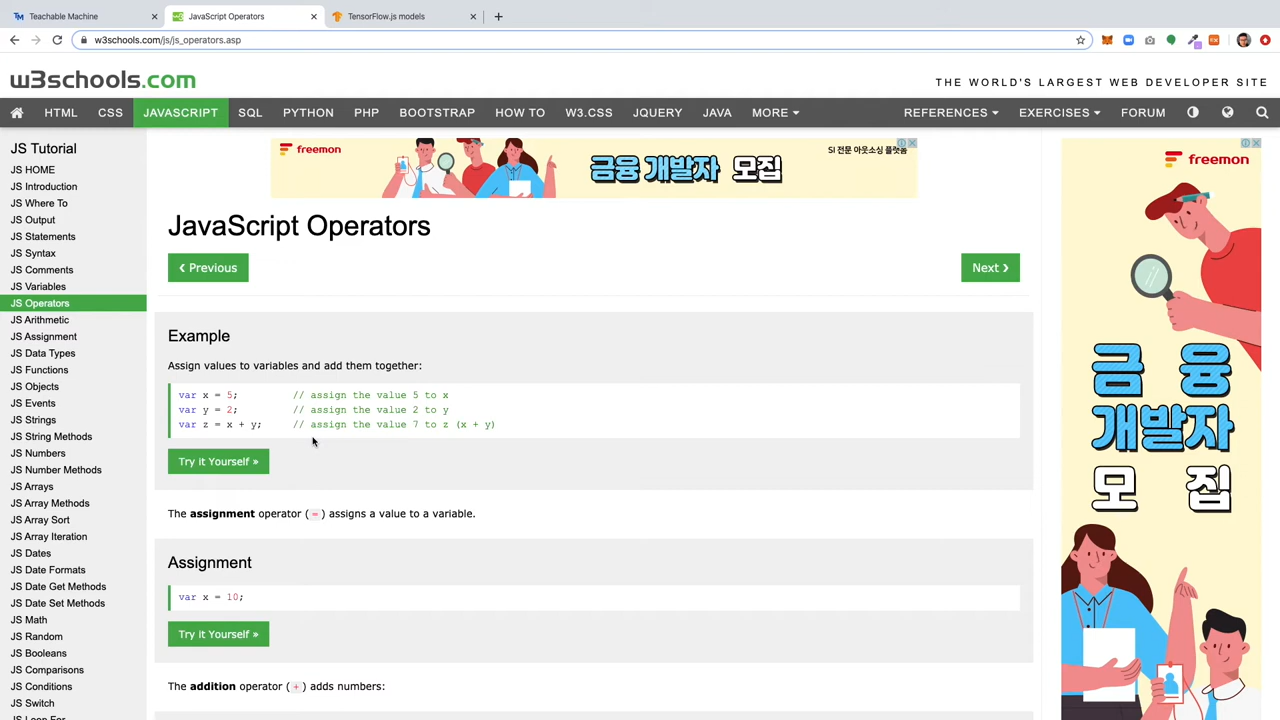 Teachable Machine
JavaScript Operators
TensorFlow.js models
w3schools.com/js/js_operators.asp
w3schools.com
THE WORLD'S LARGEST WEB DEVELOPER SITE
HTML CSS JAVASCRIPT SQL PYTHON PHP BOOTSTRAP HOW TO W3.CSS JQUERY JAVA MORE REFERENCES EXERCISES FORUM
JS Tutorial
JS HOME
JS Introduction
JS Where To
JS Output
JS Statements
JS Syntax
JS Comments
JS Variables
JS Operators
JS Arithmetic
JS Assignment
JS Data Types
JS Functions
JS Objects
JS Events
JS Strings
JS String Methods
JS Numbers
JS Number Methods
JS Arrays
JS Array Methods
JS Array Sort
JS Array Iteration
JS Dates
JS Date Formats
JS Date Get Methods
JS Date Set Methods
JS Math
JS Random
JS Booleans
JS Comparisons
JS Conditions
JS Switch
JS Loop For
freemon
금융 개발자 모집
SI 전문 아웃소싱 플랫폼
JavaScript Operators
❮ Previous
Next ❯
Example
Assign values to variables and add them together:
var x = 5; // assign the value 5 to x
var y = 2; // assign the value 2 to y
var z = x + y; // assign the value 7 to z (x + y)
Try it Yourself »
The assignment operator (=) assigns a value to a variable.
Assignment
var x = 10;
Try it Yourself »
The addition operator (+) adds numbers:
freemon
금융
개발자
모집